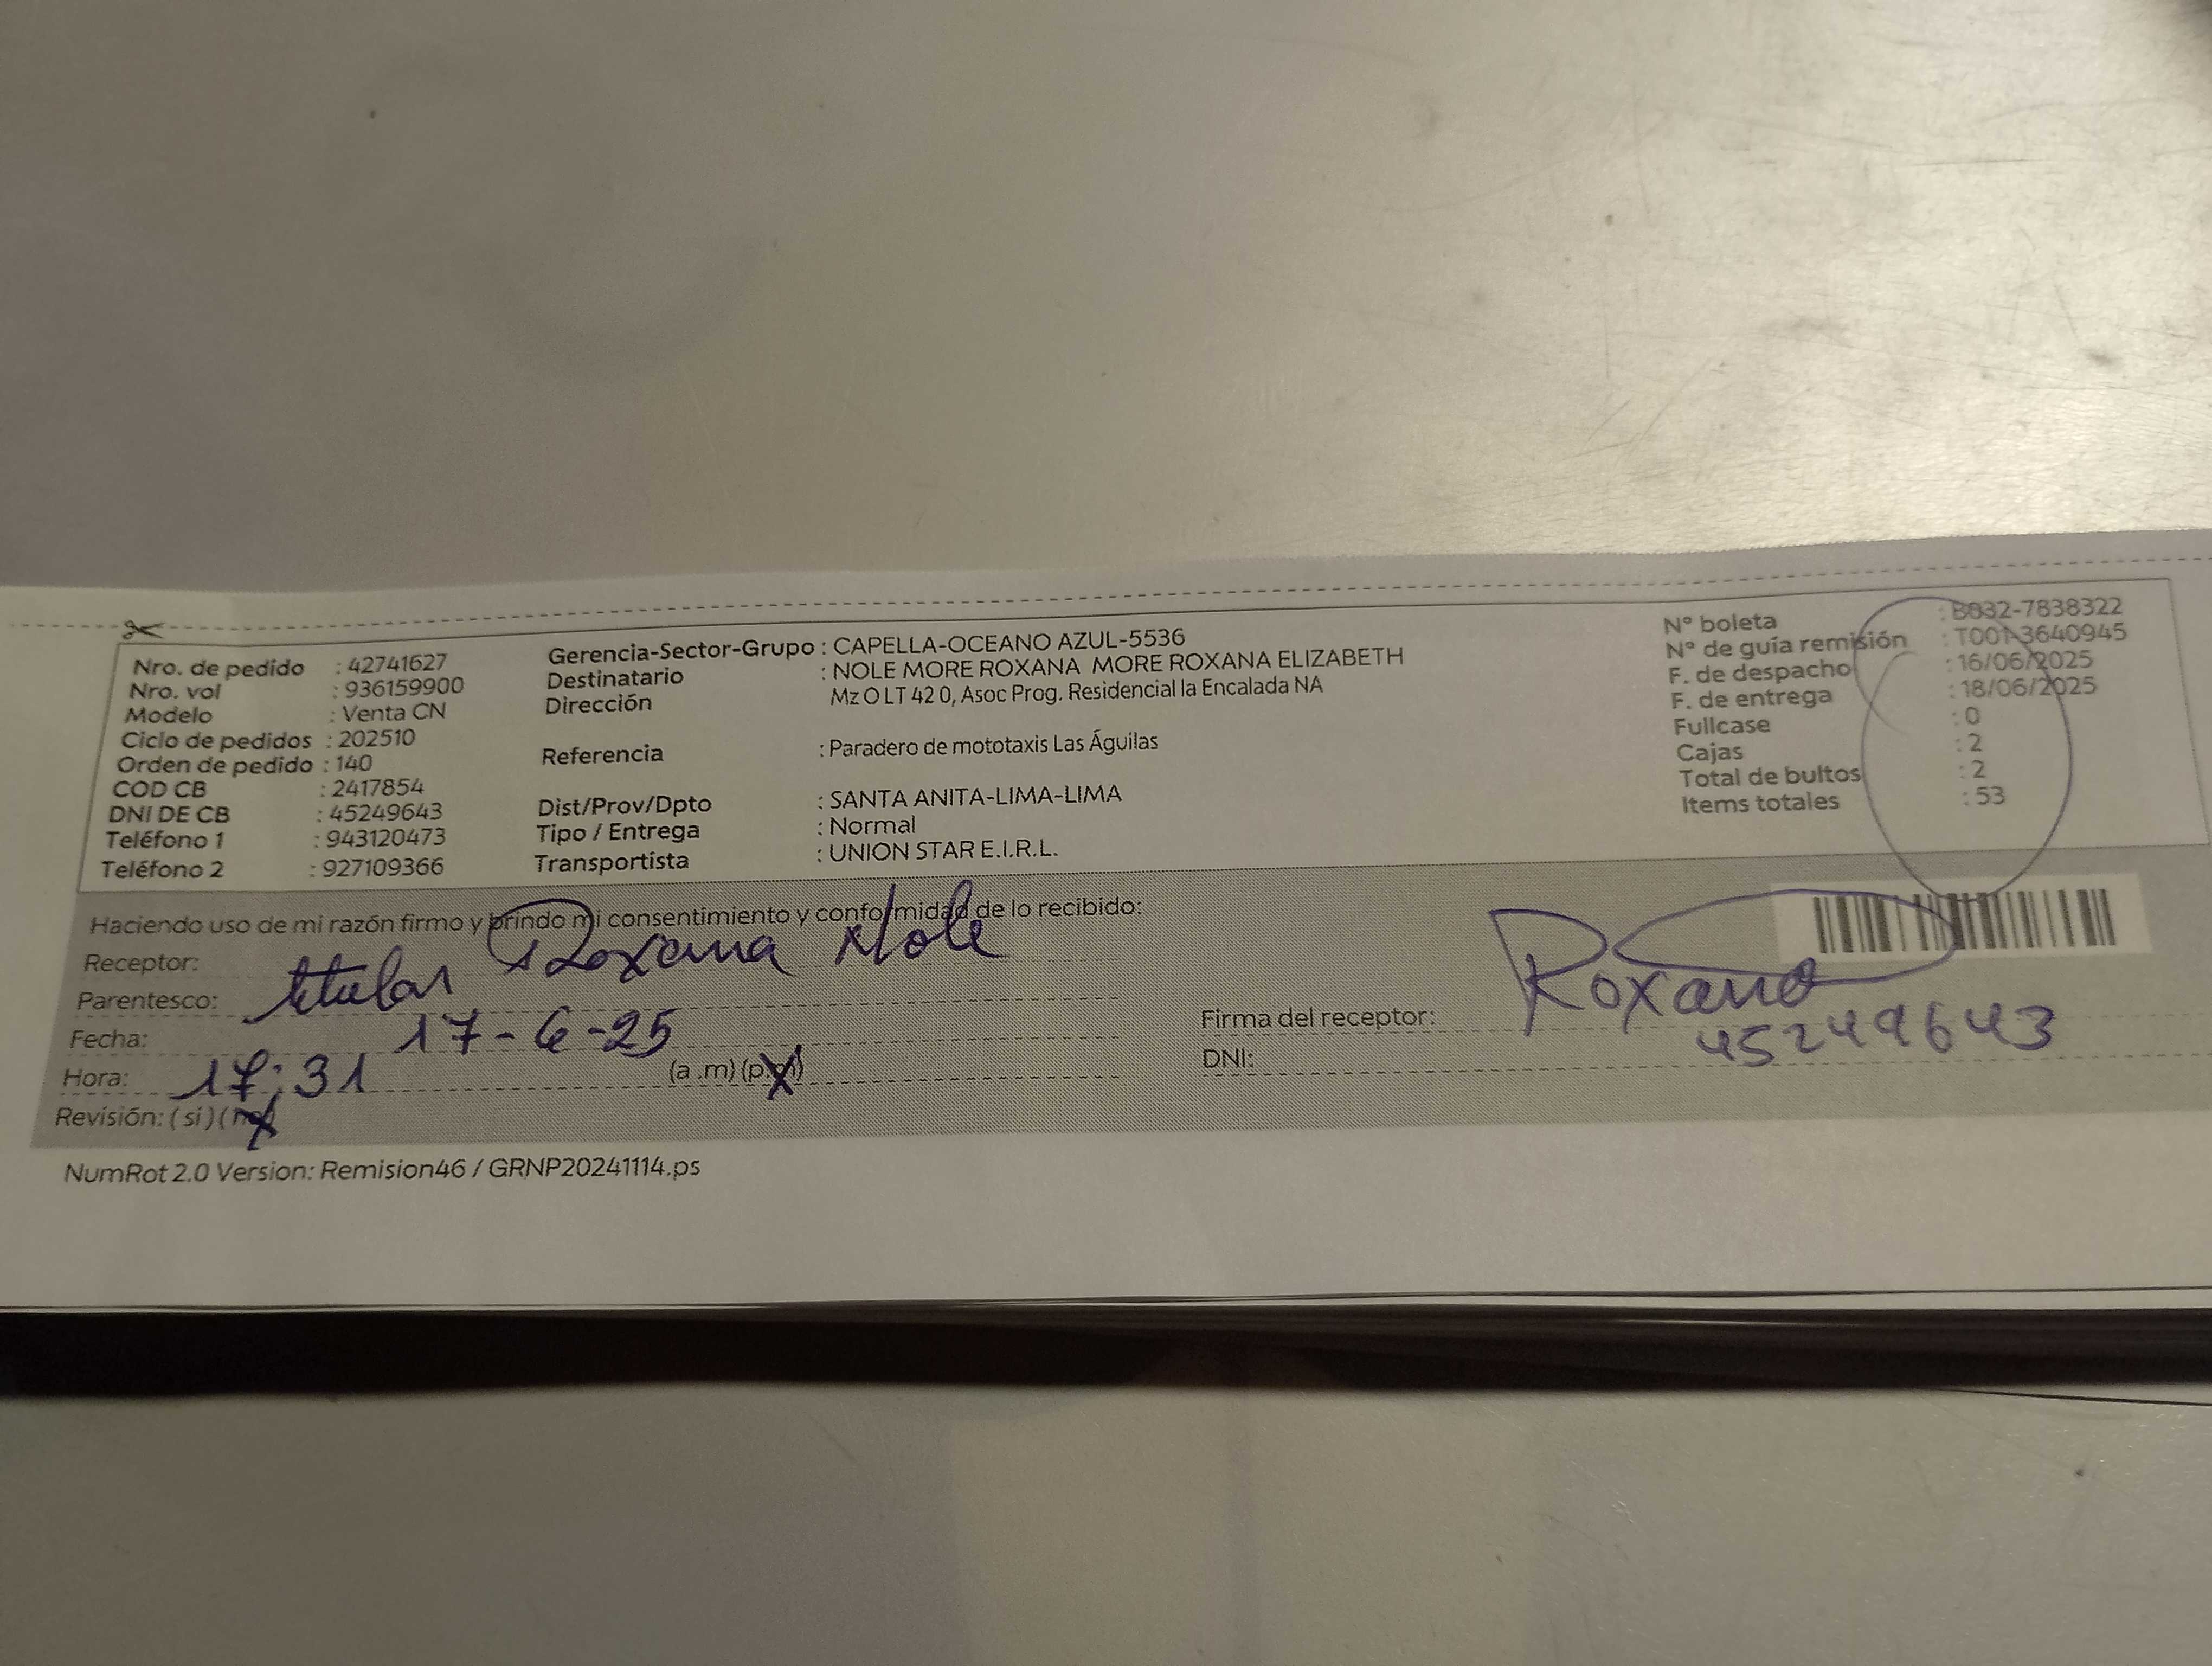 Nro. de pedido : 42741627
Nro. vol : 936159900
Modelo : Venta CN
Ciclo de pedidos : 202510
Orden de pedido : 140
COD CB : 2417854
DNI DE CB : 45249643
Teléfono 1 : 943120473
Teléfono 2 : 927109366
Gerencia-Sector-Grupo : CAPELLA-OCEANO AZUL-5536
Destinatario : NOLE MORE ROXANA MORE ROXANA ELIZABETH
Dirección Mz O LT 42 0, Asoc Prog. Residencial la Encalada NA
Referencia : Paradero de mototaxis Las Águilas
Dist/Prov/Dpto : SANTA ANITA-LIMA-LIMA
Tipo / Entrega : Normal
Transportista : UNION STAR E.I.R.L.
N° boleta : B032-7838322
N° de guía remisión : T001-3640945
F. de despacho : 16/06/2025
F. de entrega : 18/06/2025
Fullcase : 0
Cajas : 2
Total de bultos : 2
Items totales : 53
Haciendo uso de mi razón firmo y brindo mi consentimiento y conformidad de lo recibido:
Receptor: Roxana Nole
Parentesco: titular
Fecha: 17-6-25
Hora: 17:31 (a .m) (p.m)
Revisión: ( si ) ( no )
Firma del receptor: Roxana
DNI: 45249643
NumRot 2.0 Version: Remision46 / GRNP20241114.ps